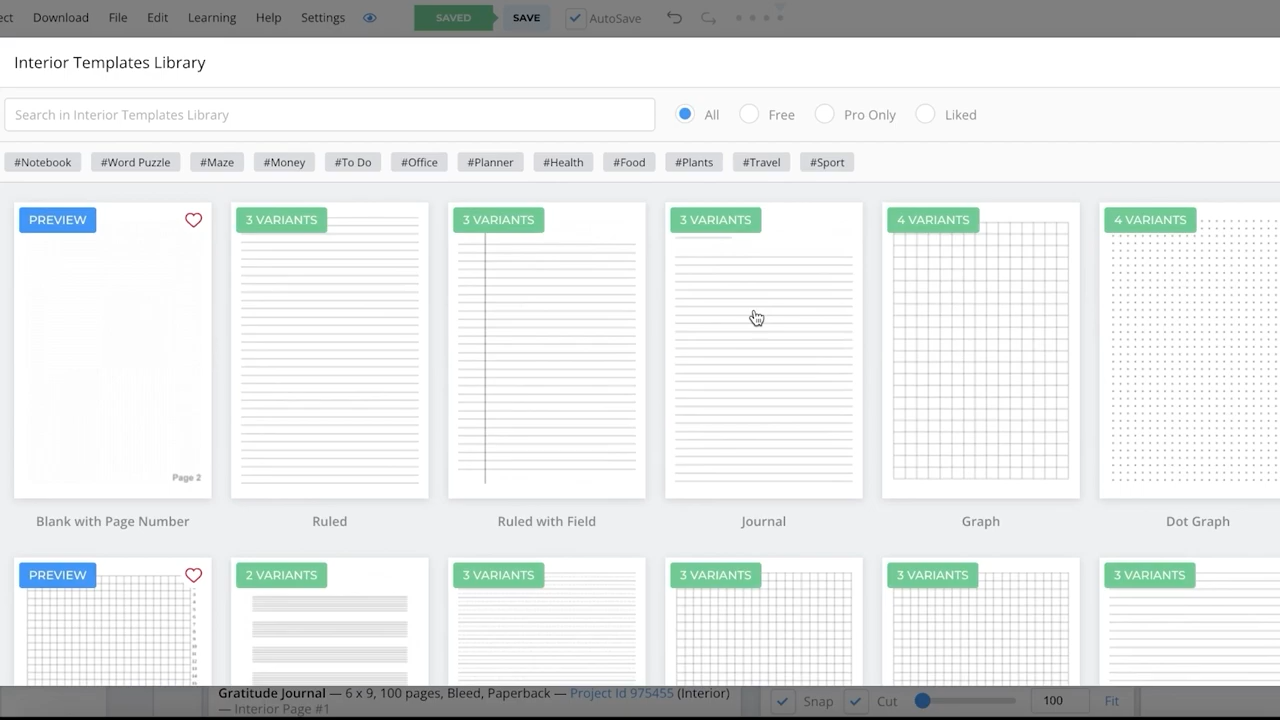 ect Download File Edit Learning Help Settings SAVED SAVE AutoSave
Interior Templates Library
Search in Interior Templates Library All Free Pro Only Liked
#Notebook #Word Puzzle #Maze #Money #To Do #Office #Planner #Health #Food #Plants #Travel #Sport
PREVIEW 3 VARIANTS 3 VARIANTS 3 VARIANTS 4 VARIANTS 4 VARIANTS
Page 2
Blank with Page Number Ruled Ruled with Field Journal Graph Dot Graph
PREVIEW 2 VARIANTS 3 VARIANTS 3 VARIANTS 3 VARIANTS 3 VARIANTS
Gratitude Journal — 6 x 9, 100 pages, Bleed, Paperback — Project Id 975455 (Interior) Snap Cut 100 Fit
— Interior Page #1